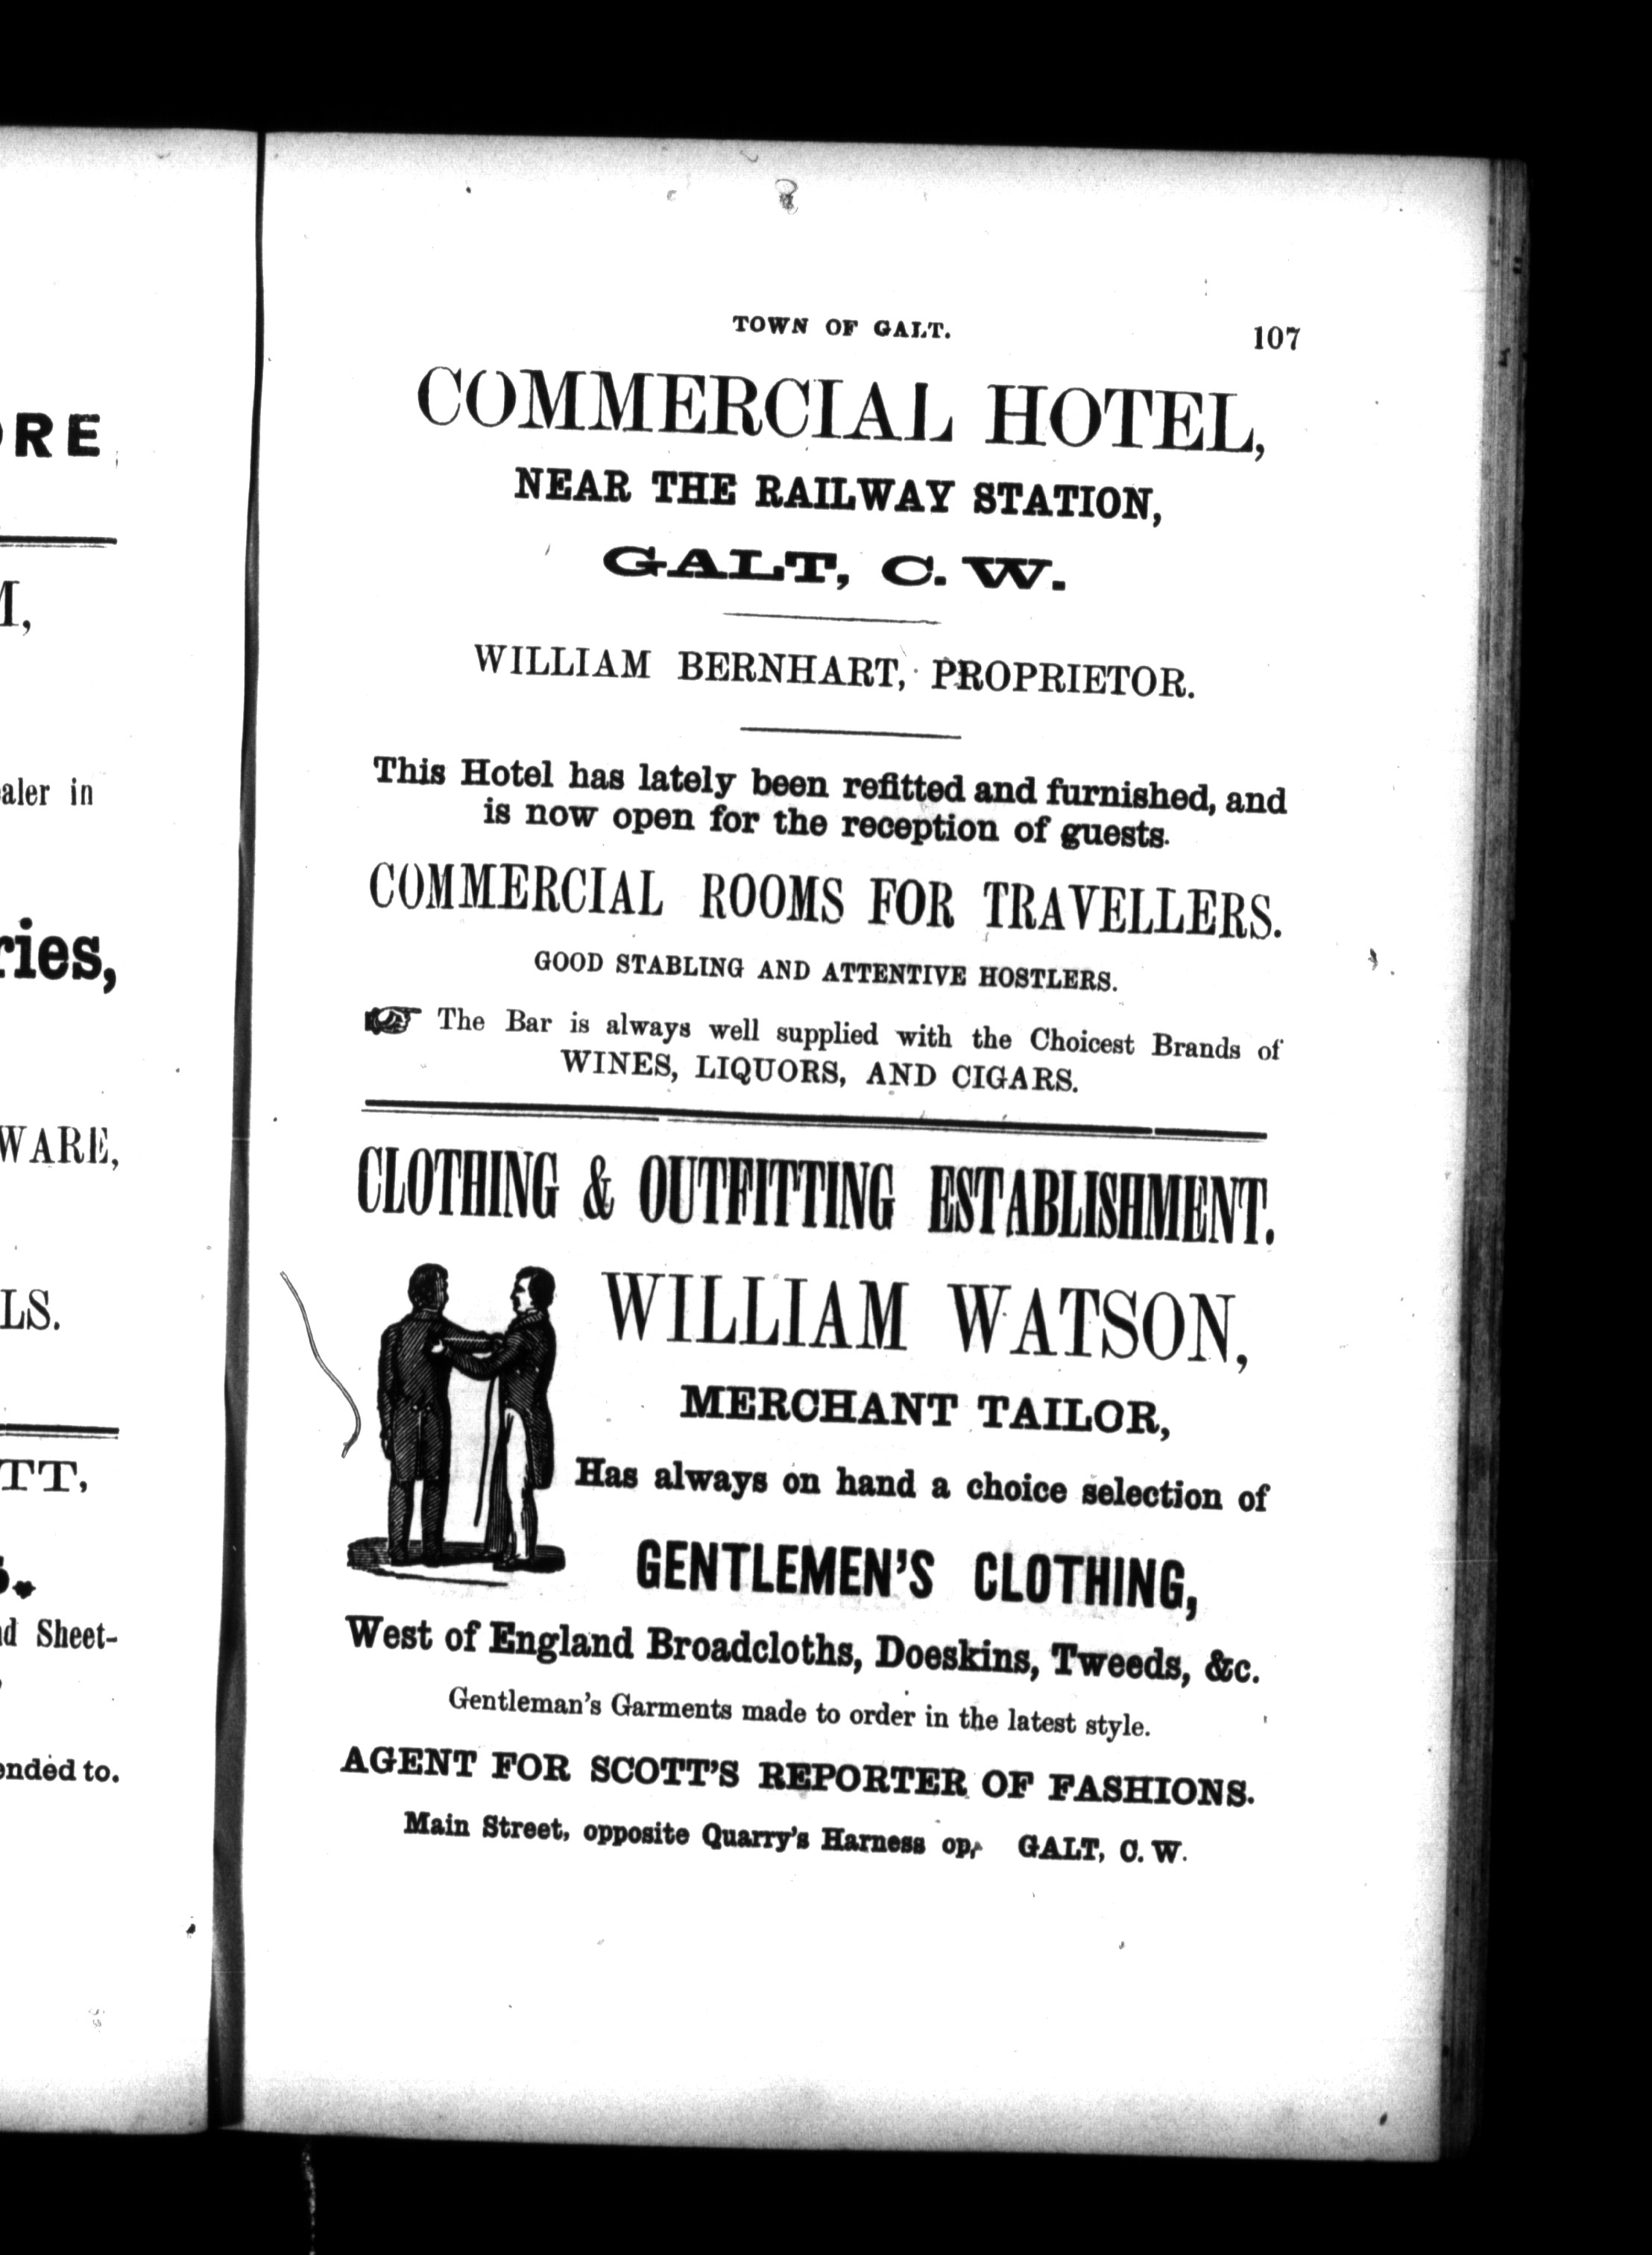 ORE
M,
aler in
ries,
WARE,
LS.
TT,
nd Sheet-
ended to.
TOWN OF GALT. 107
COMMERCIAL HOTEL,
NEAR THE RAILWAY STATION,
GALT, C. W.
WILLIAM BERNHART, PROPRIETOR.
This Hotel has lately been refitted and furnished, and
is now open for the reception of guests.
COMMERCIAL ROOMS FOR TRAVELLERS.
GOOD STABLING AND ATTENTIVE HOSTLERS.
☞ The Bar is always well supplied with the Choicest Brands of
WINES, LIQUORS, AND CIGARS.
CLOTHING & OUTFITTING ESTABLISHMENT.
WILLIAM WATSON,
MERCHANT TAILOR,
Has always on hand a choice selection of
GENTLEMEN'S CLOTHING,
West of England Broadcloths, Doeskins, Tweeds, &c.
Gentleman's Garments made to order in the latest style.
AGENT FOR SCOTT'S REPORTER OF FASHIONS.
Main Street, opposite Quarry's Harness op, GALT, C. W.